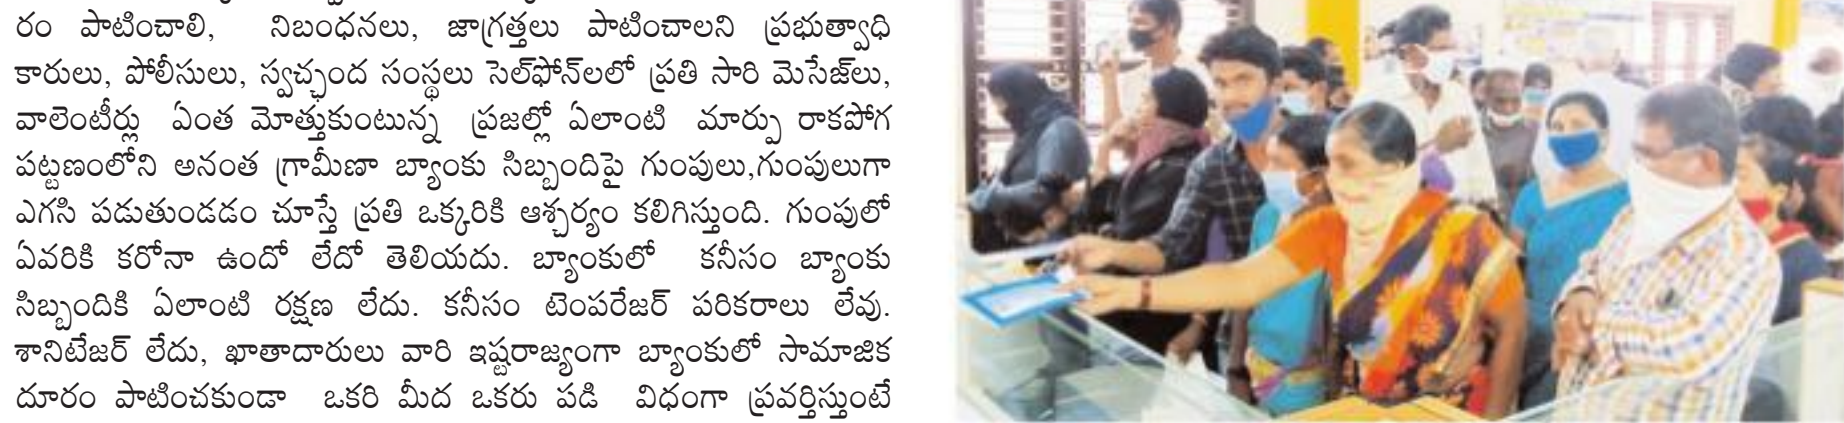 రం పాటించాలి, నిబంధనలు, జాగ్రత్తలు పాటించాలని ప్రభుత్వాధి
కారులు, పోలీసులు, స్వచ్ఛంద సంస్థలు సెల్‌ఫోన్‌లలో ప్రతి సారి మెసేజ్‌లు,
వాలెంటీర్లు ఏంత మోత్తుకుంటున్న ప్రజల్లో ఏలాంటి మార్పు రాకపోగ
పట్టణంలోని అనంత గ్రామీణా బ్యాంకు సిబ్బందిపై గుంపులు,గుంపులుగా
ఎగసి పడుతుండడం చూస్తే ప్రతి ఒక్కరికి ఆశ్చర్యం కలిగిస్తుంది. గుంపులో
ఏవరికి కరోనా ఉందో లేదో తెలియదు. బ్యాంకులో కనీసం బ్యాంకు
సిబ్బందికి ఏలాంటి రక్షణ లేదు. కనీసం టెంపరేజర్ పరికరాలు లేవు.
శానిటేజర్ లేదు, ఖాతాదారులు వారి ఇష్టరాజ్యంగా బ్యాంకులో సామాజిక
దూరం పాటించకుండా ఒకరి మీద ఒకరు పడి విధంగా ప్రవర్తిస్తుంటే